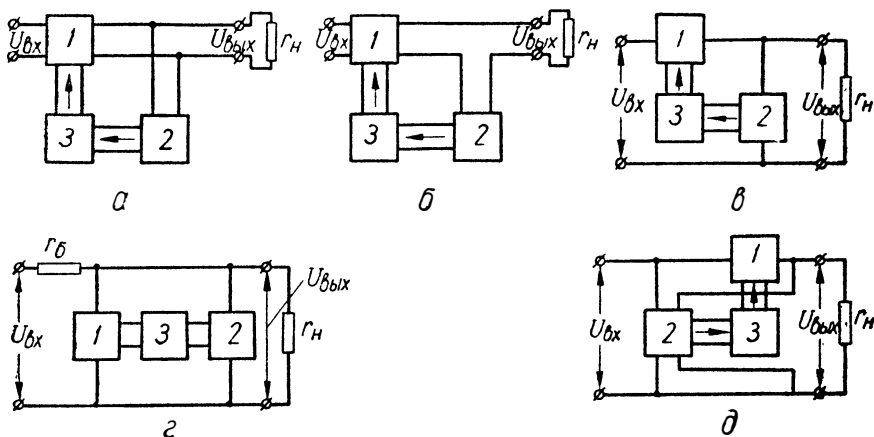 U вх 1 U вых r н
3 2
а
U вх 1 U вых r н
3 2
б
1
U вх 3 2 U вых r н
в
r б
U вых
U вх 1 3 2 r н
г
1
U вх 2 3 U вых r н
д